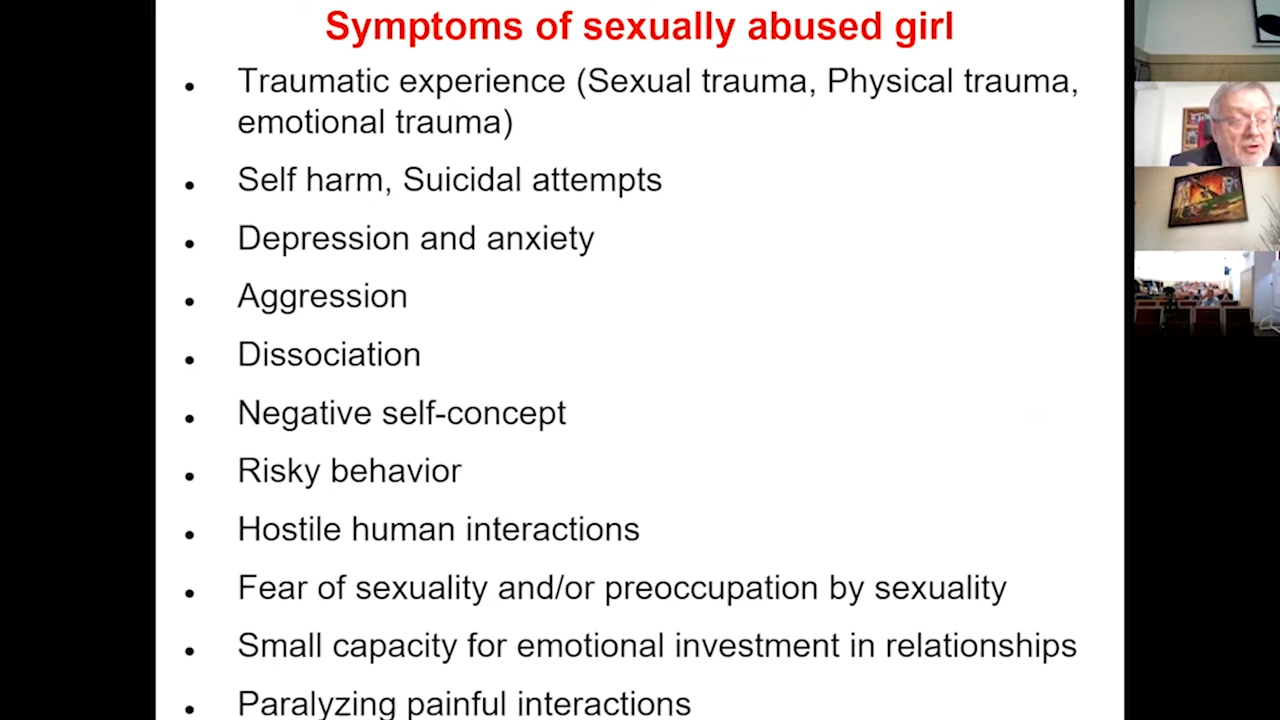 Symptoms of sexually abused girl
• Traumatic experience (Sexual trauma, Physical trauma,
emotional trauma)
• Self harm, Suicidal attempts
• Depression and anxiety
• Aggression
• Dissociation
• Negative self-concept
• Risky behavior
• Hostile human interactions
• Fear of sexuality and/or preoccupation by sexuality
• Small capacity for emotional investment in relationships
• Paralyzing painful interactions